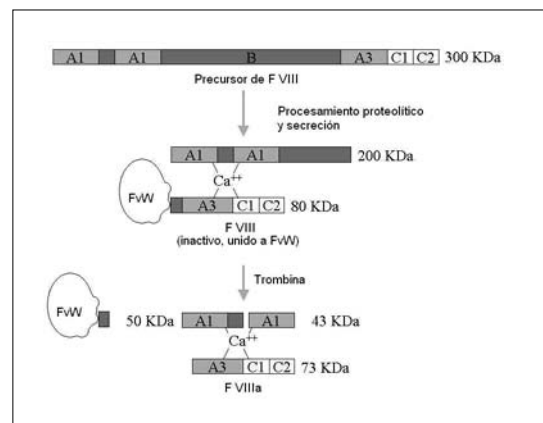 A1 A1 B A3 C1 C2 300 KDa
Precursor de F VIII
Procesamiento proteolítico
y secreción
A1 A1 200 KDa
Ca++
FvW
A3 C1 C2 80 KDa
F VIII
(inactivo, unido a FvW)
Trombina
FvW 50 KDa A1 A1 43 KDa
Ca++
A3 C1 C2 73 KDa
F VIIIa